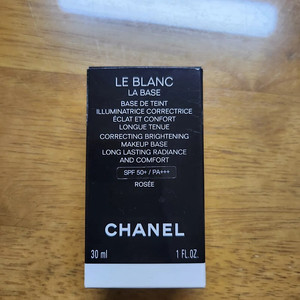 LE BLANC
LA BASE
BASE DE TEINT
ILLUMINATRICE CORRECTRICE
ÉCLAT ET CONFORT
LONGUE TENUE
CORRECTING BRIGHTENING
MAKEUP BASE
LONG LASTING RADIANCE
AND COMFORT
SPF 50+ / PA+++
ROSÉE
CHANEL
30 ml 1 FL.OZ.